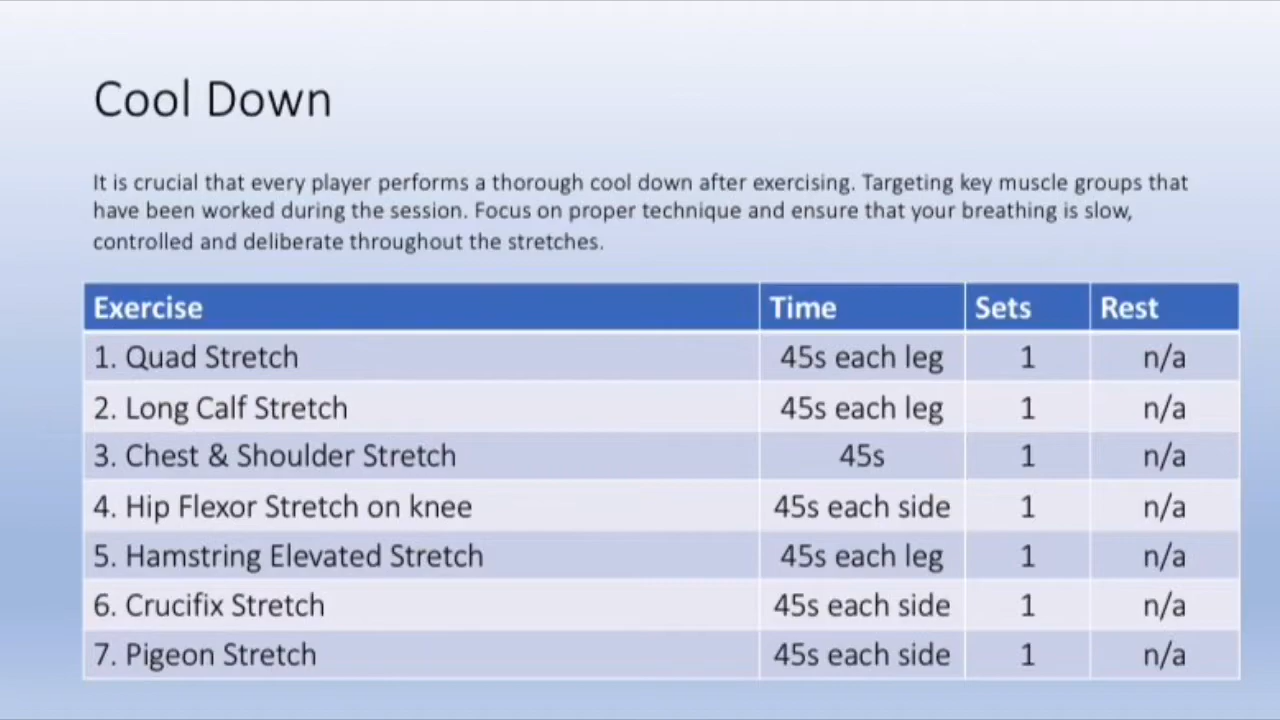 Cool Down
It is crucial that every player performs a thorough cool down after exercising. Targeting key muscle groups that
have been worked during the session. Focus on proper technique and ensure that your breathing is slow,
controlled and deliberate throughout the stretches.
Exercise Time Sets Rest
1. Quad Stretch 45s each leg 1 n/a
2. Long Calf Stretch 45s each leg 1 n/a
3. Chest & Shoulder Stretch 45s 1 n/a
4. Hip Flexor Stretch on knee 45s each side 1 n/a
5. Hamstring Elevated Stretch 45s each leg 1 n/a
6. Crucifix Stretch 45s each side 1 n/a
7. Pigeon Stretch 45s each side 1 n/a